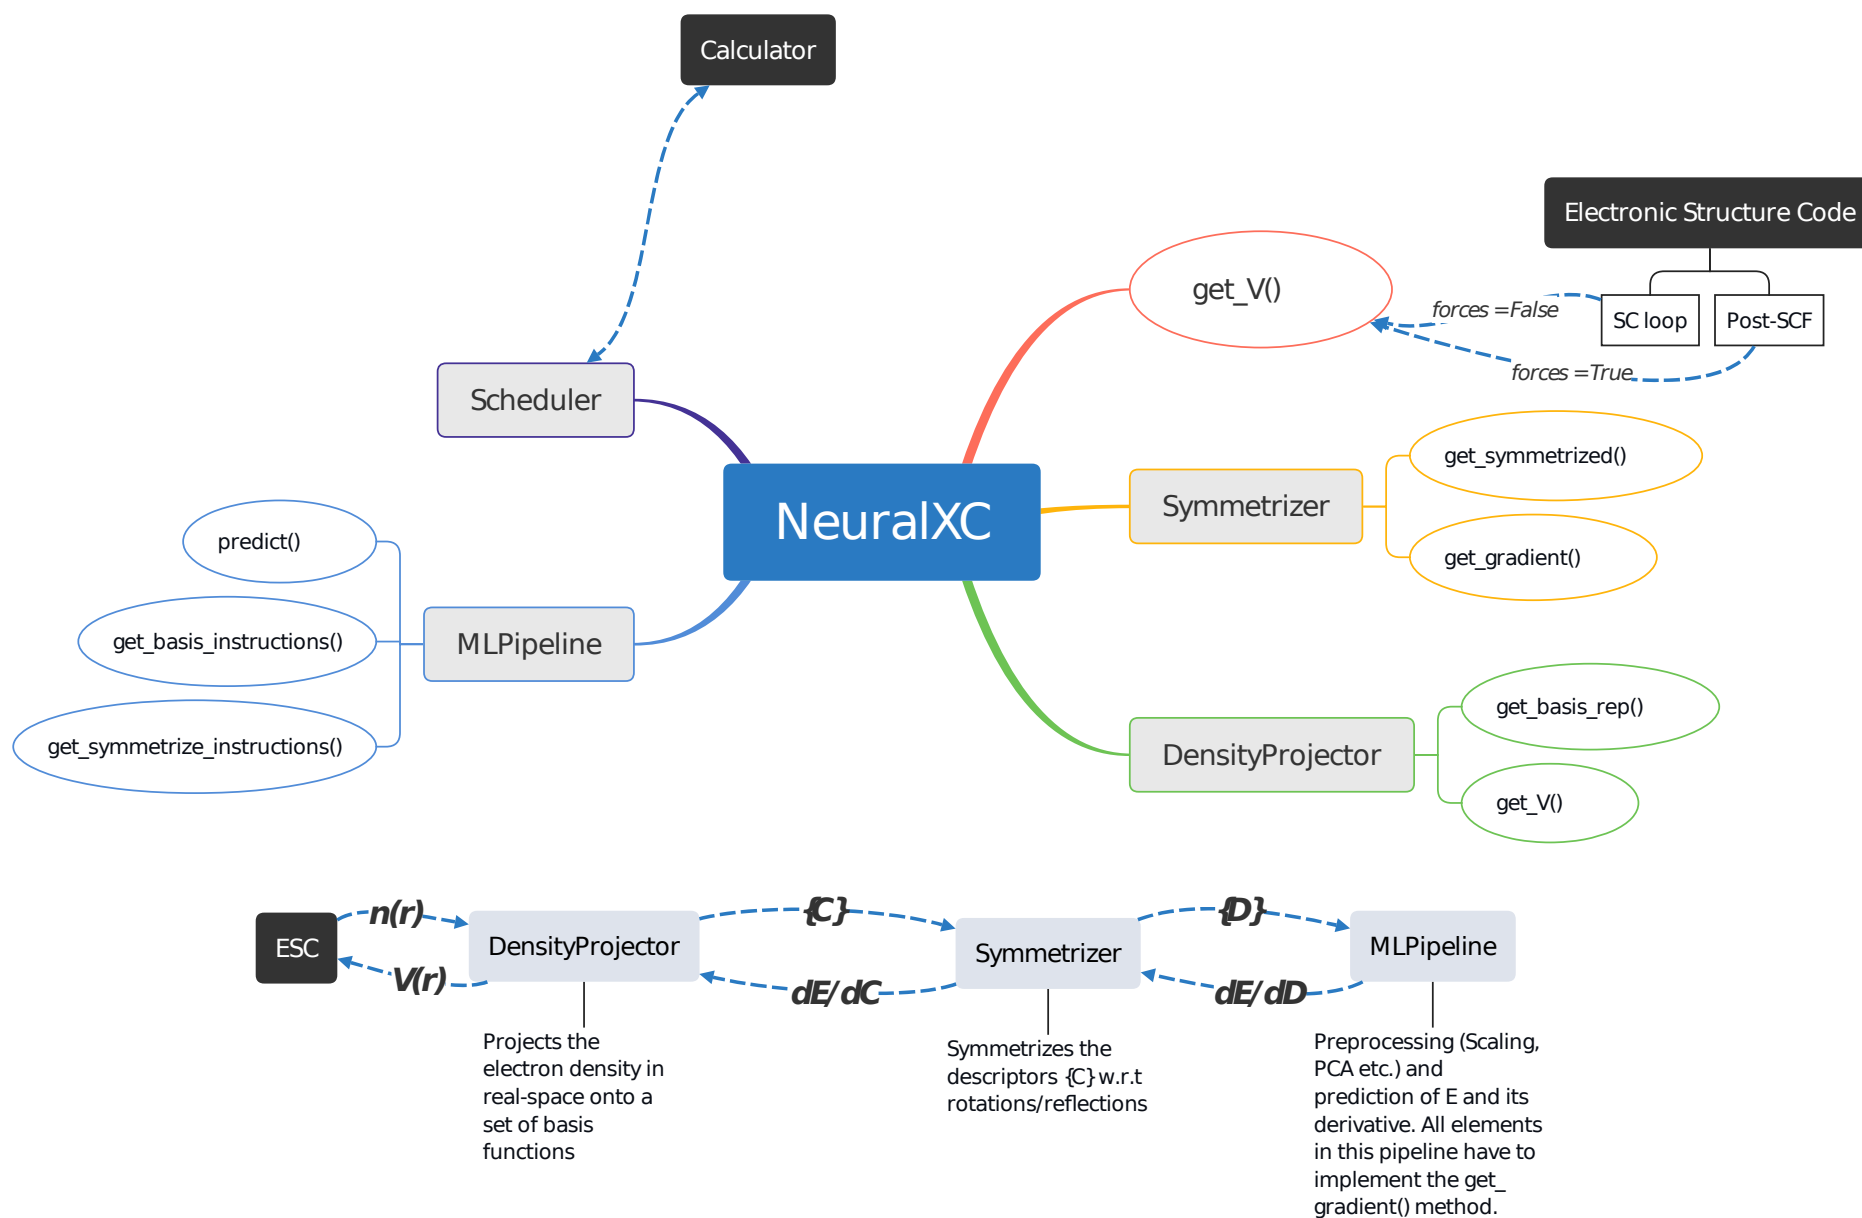 Calculator
Electronic Structure Code
get_V()
forces =False
SC loop
Post-SCF
forces =True
Scheduler
get_symmetrized()
NeuralXC
Symmetrizer
predict()
get_gradient()
get_basis_instructions()
MLPipeline
get_basis_rep()
get_symmetrize_instructions()
DensityProjector
get_V()
n(r)
{C}
{D}
ESC
DensityProjector
Symmetrizer
MLPipeline
V(r)
dE/dC
dE/dD
Projects the
electron density in
real-space onto a
set of basis
functions
Symmetrizes the
descriptors {C} w.r.t
rotations/reflections
Preprocessing (Scaling,
PCA etc.) and
prediction of E and its
derivative. All elements
in this pipeline have to
implement the get_
gradient() method.